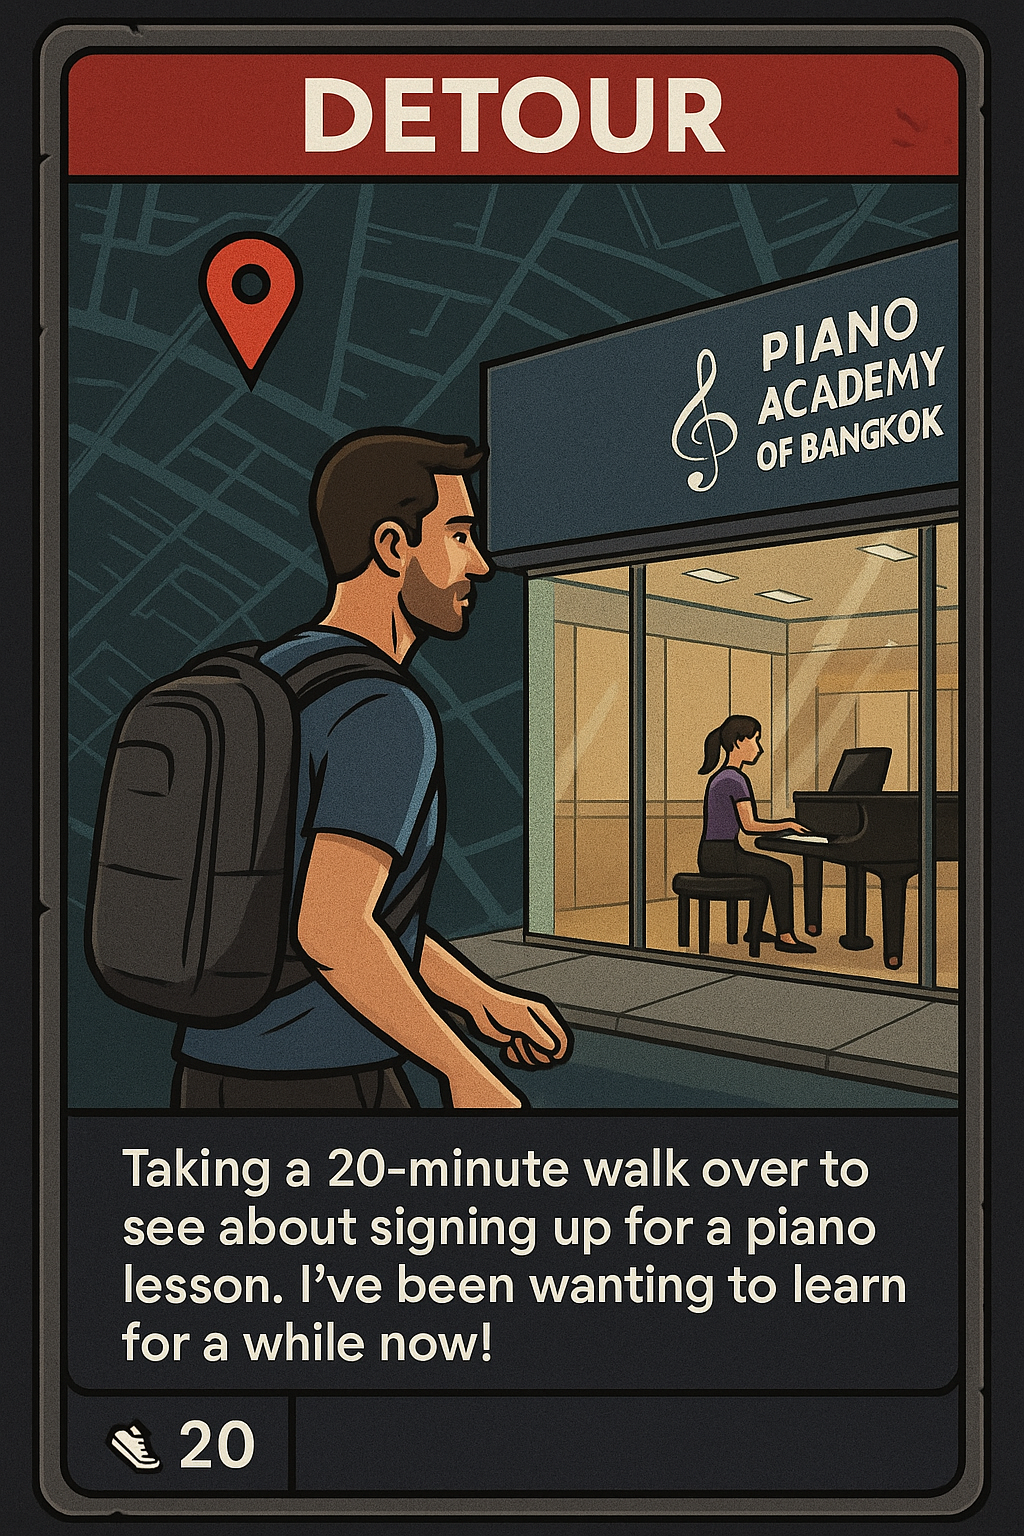 DETOUR
PIANO
ACADEMY
OF BANGKOK
Taking a 20-minute walk over to
see about signing up for a piano
lesson. I’ve been wanting to learn
for a while now!
20